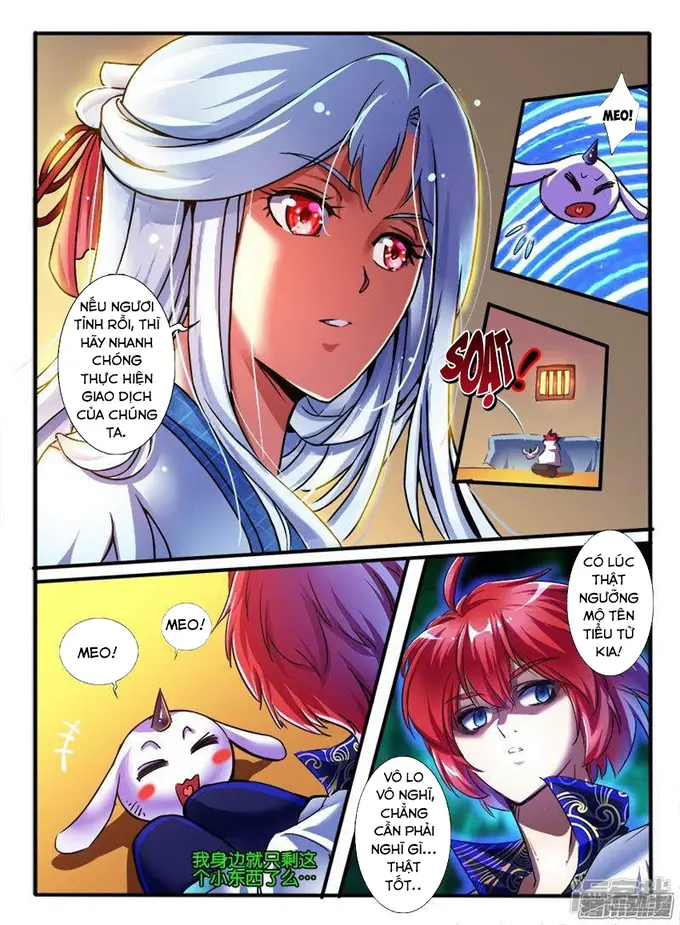 MEO!
NẾU NGƯƠI
TỈNH RỒI, THÌ
HÃY NHANH
CHÓNG
THỰC HIỆN
GIAO DỊCH
CỦA CHÚNG
TA.
SOẠT!
MEO!
MEO!
我身边就只剩这
个小东西了么…
CÓ LÚC
THẬT
NGƯỠNG
MỘ TÊN
TIỂU TỬ
KIA!
VÔ LO
VÔ NGHĨ,
CHẲNG
CẦN PHẢI
NGHĨ GÌ...
THẬT
TỐT..